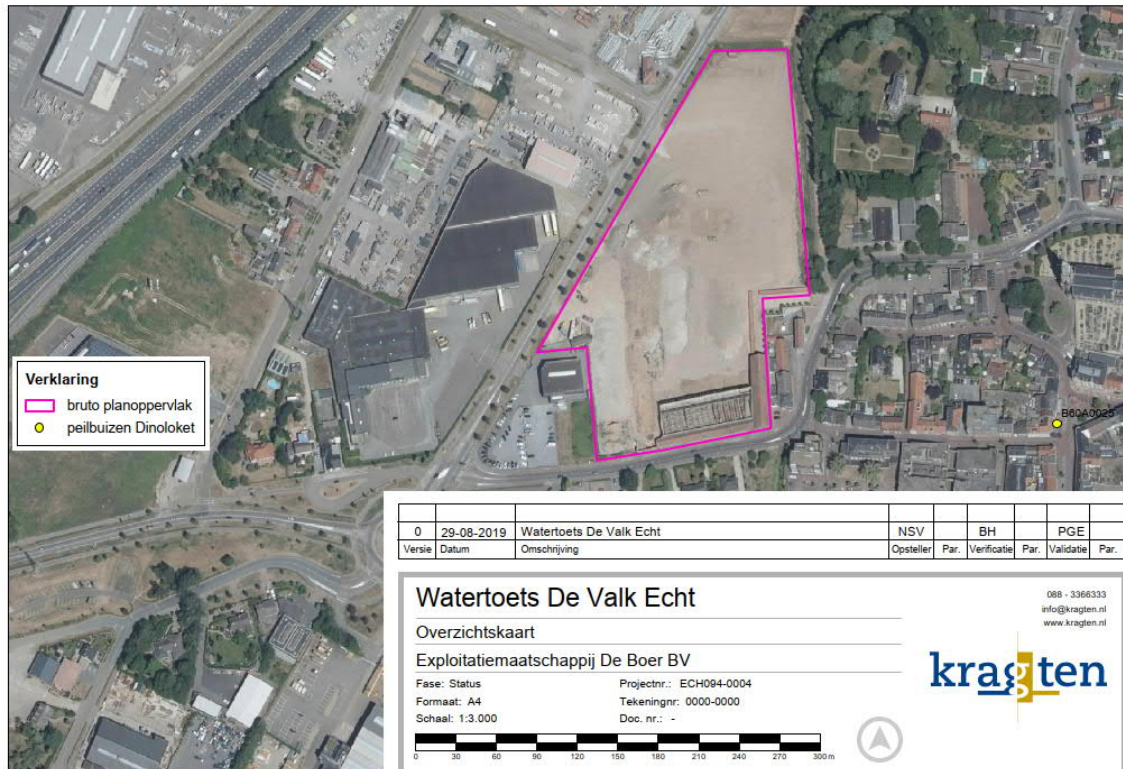 Verklaring
bruto planoppervlak
peilbuizen Dinoloket
B60A0025
0 29-08-2019 Watertoets De Valk Echt NSV BH PGE
Versie Datum Omschrijving Opsteller Par. Verificatie Par. Validatie Par.
Watertoets De Valk Echt
Overzichtskaart
Exploitatiemaatschappij De Boer BV
Fase: Status Projectnr.: ECH094-0004
Formaat: A4 Tekeningnr: 0000-0000
Schaal: 1:3.000 Doc. nr.: -
0 30 60 90 120 150 180 210 240 270 300 m
088 - 3366333
info@kragten.nl
www.kragten.nl
kragten